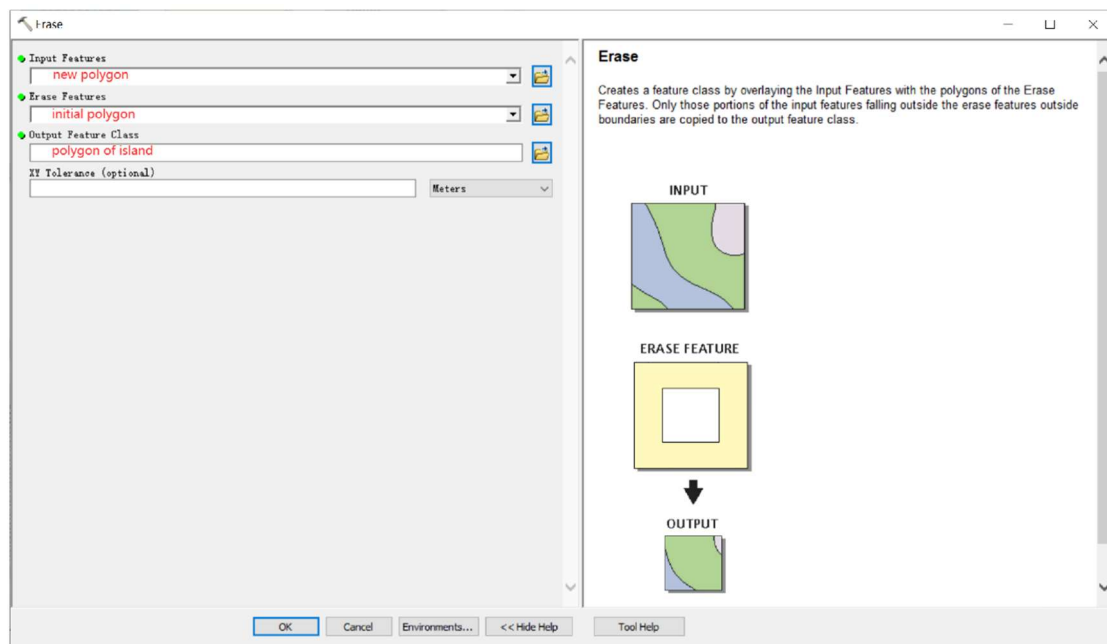 Erase
Input Features
new polygon
Erase Features
initial polygon
Output Feature Class
polygon of island
XY Tolerance (optional)
Meters
Erase
Creates a feature class by overlaying the Input Features with the polygons of the Erase
Features. Only those portions of the input features falling outside the erase features outside
boundaries are copied to the output feature class.
INPUT
ERASE FEATURE
OUTPUT
OK
Cancel
Environments...
<< Hide Help
Tool Help